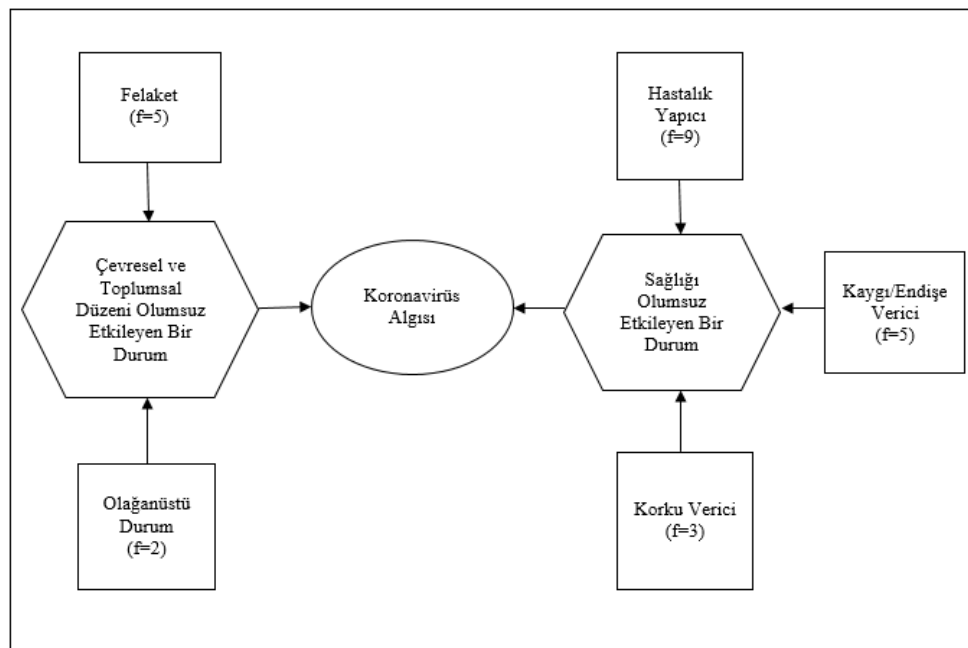 Felaket
(f=5)
Hastalık
Yapıcı
(f=9)
Çevresel ve
Toplumsal
Düzeni Olumsuz
Etkileyen Bir
Durum
Koronavirüs
Algısı
Sağlığı
Olumsuz
Etkileyen Bir
Durum
Kaygı/Endişe
Verici
(f=5)
Olağanüstü
Durum
(f=2)
Korku Verici
(f=3)